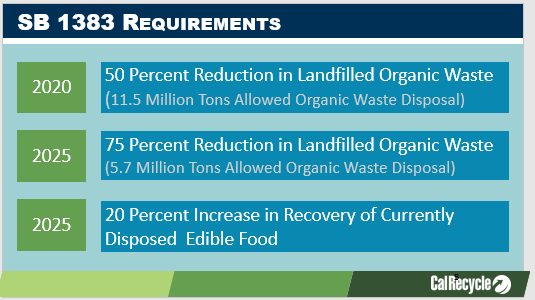 SB 1383 REQUIREMENTS
2020
50 Percent Reduction in Landfilled Organic Waste
(11.5 Million Tons Allowed Organic Waste Disposal)
2025
75 Percent Reduction in Landfilled Organic Waste
(5.7 Million Tons Allowed Organic Waste Disposal)
2025
20 Percent Increase in Recovery of Currently
Disposed  Edible Food
CalRecycle